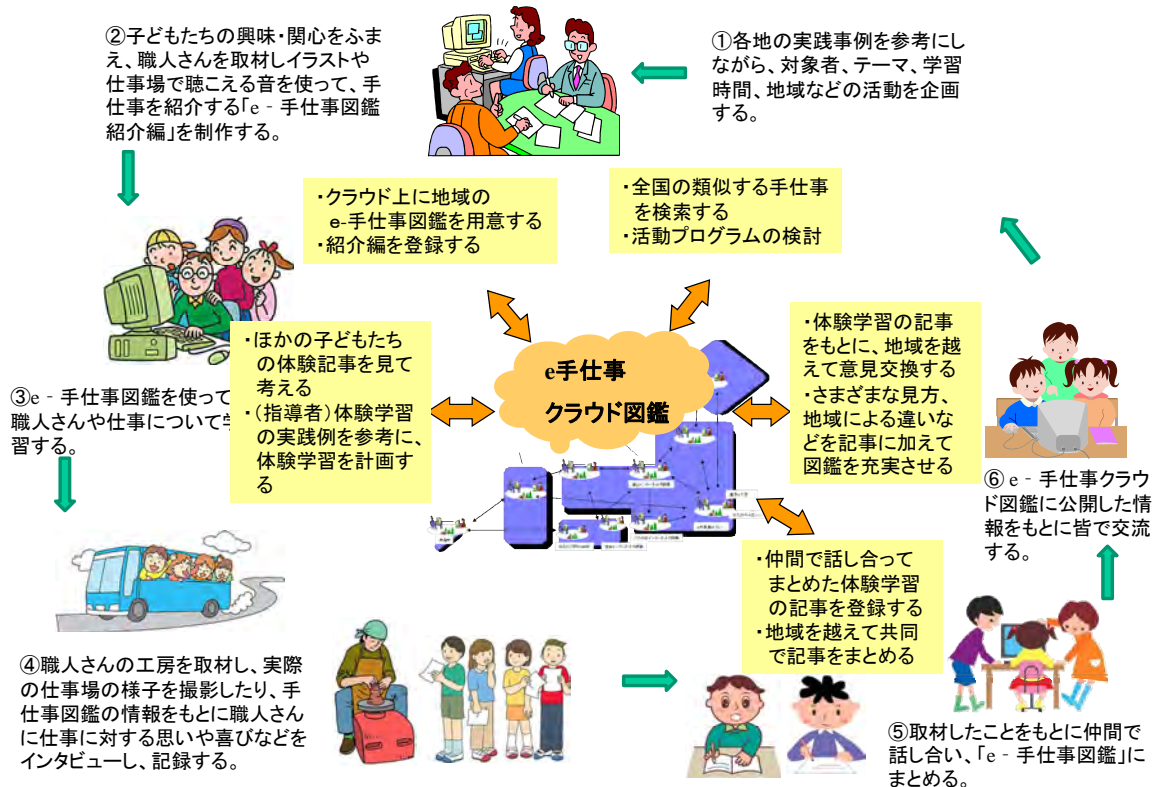 ①各地の実践事例を参考にし
ながら、対象者、テーマ、学習
時間、地域などの活動を企画
する。
②子どもたちの興味・関心をふま
え、職人さんを取材しイラストや
仕事場で聴こえる音を使って、手
仕事を紹介する「e‐手仕事図鑑
紹介編」を制作する。
・クラウド上に地域の
e-手仕事図鑑を用意する
・紹介編を登録する
・全国の類似する手仕事
を検索する
・活動プログラムの検討
・ほかの子どもたち
の体験記事を見て
考える
・(指導者)体験学習
の実践例を参考に、
体験学習を計画す
る
e手仕事
クラウド図鑑
・体験学習の記事
をもとに、地域を越
えて意見交換する
・さまざまな見方、
地域による違いな
どを記事に加えて
図鑑を充実させる
③e‐手仕事図鑑を使って
職人さんや仕事について学
習する。
⑥e‐手仕事クラウ
ド図鑑に公開した情
報をもとに皆で交流
する。
・仲間で話し合って
まとめた体験学習
の記事を登録する
・地域を越えて共同
で記事をまとめる
④職人さんの工房を取材し、実際
の仕事場の様子を撮影したり、手
仕事図鑑の情報をもとに職人さん
に仕事に対する思いや喜びなどを
インタビューし、記録する。
⑤取材したことをもとに仲間で
話し合い、「e‐手仕事図鑑」に
まとめる。